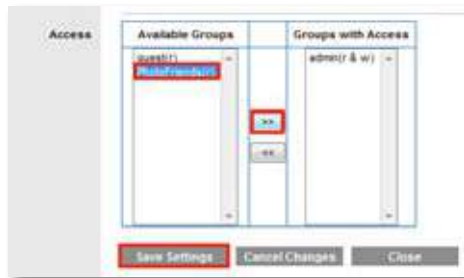 Access
Available Groups
Groups with Access
guest(r)
PhotoFriends(r)
admin(r & w)
>>
<<
Save Settings
Cancel Changes
Close